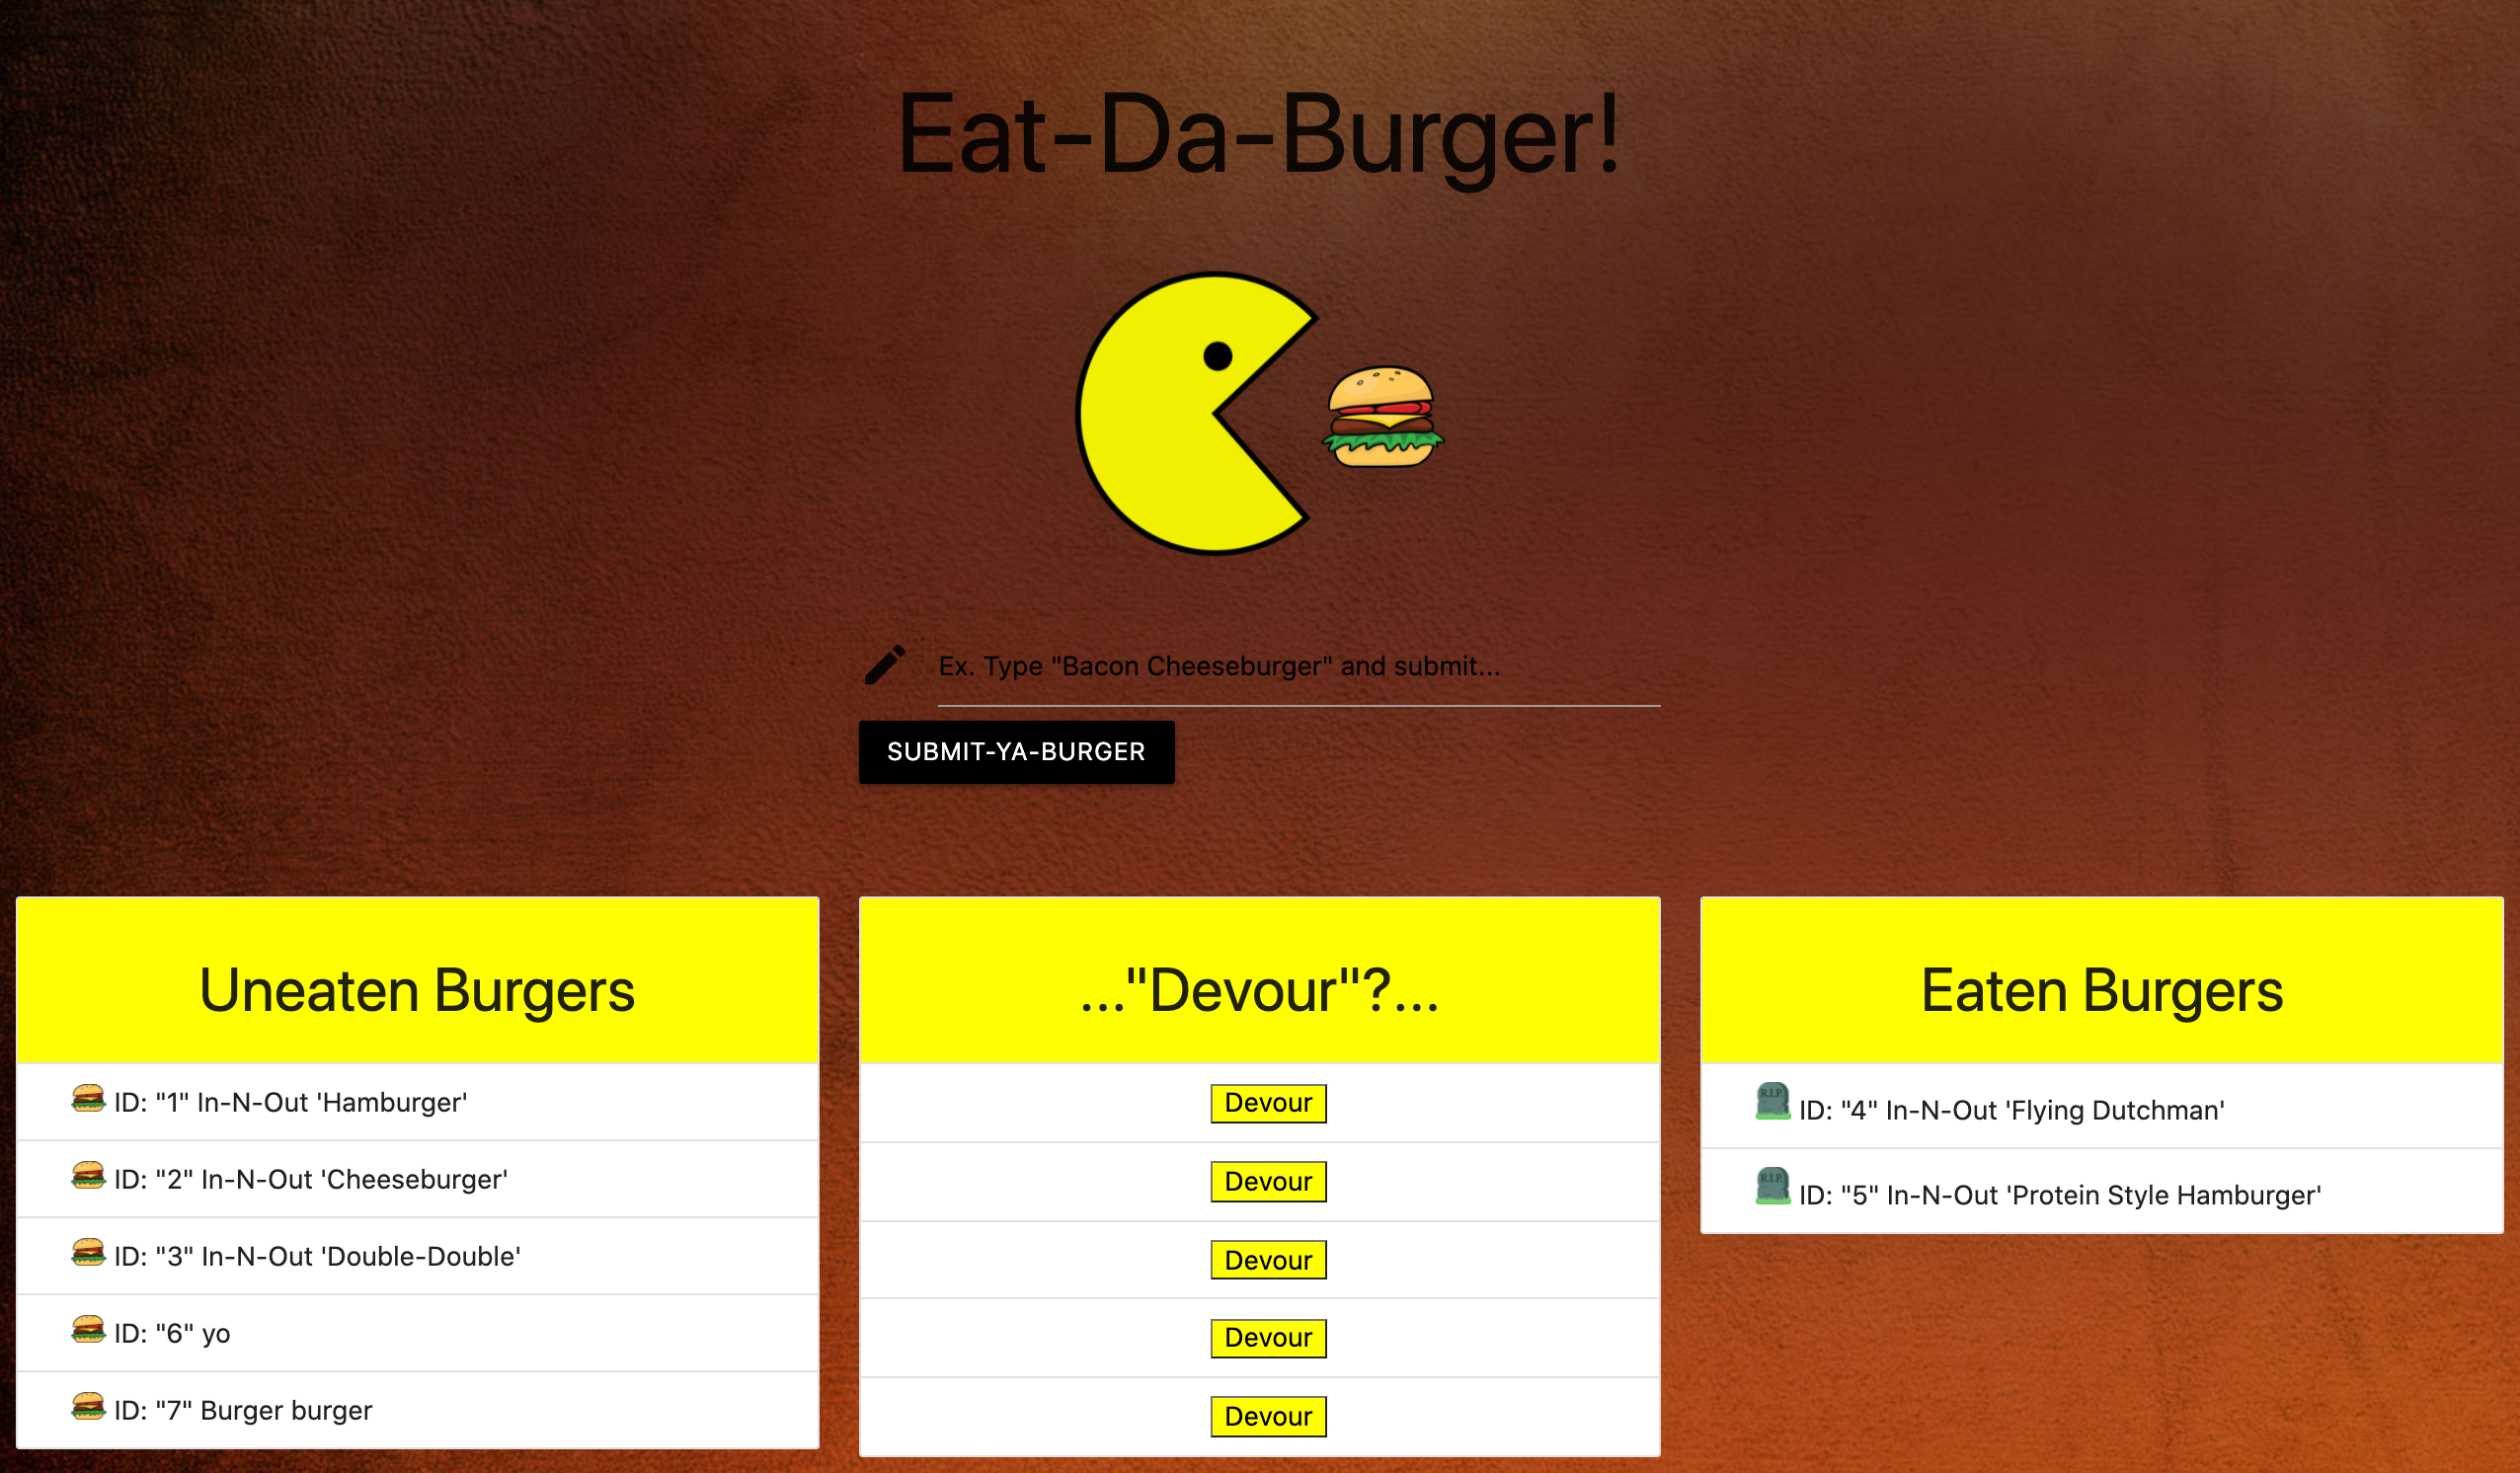 Eat-Da-Burger!
Ex. Type "Bacon Cheeseburger" and submit...
SUBMIT-YA-BURGER
Uneaten Burgers
ID: "1" In-N-Out 'Hamburger'
ID: "2" In-N-Out 'Cheeseburger'
ID: "3" In-N-Out 'Double-Double'
ID: "6" yo
ID: "7" Burger burger
..."Devour"?...
Devour
Devour
Devour
Devour
Devour
Eaten Burgers
R.I.P.
ID: "4" In-N-Out 'Flying Dutchman'
R.I.P.
ID: "5" In-N-Out 'Protein Style Hamburger'